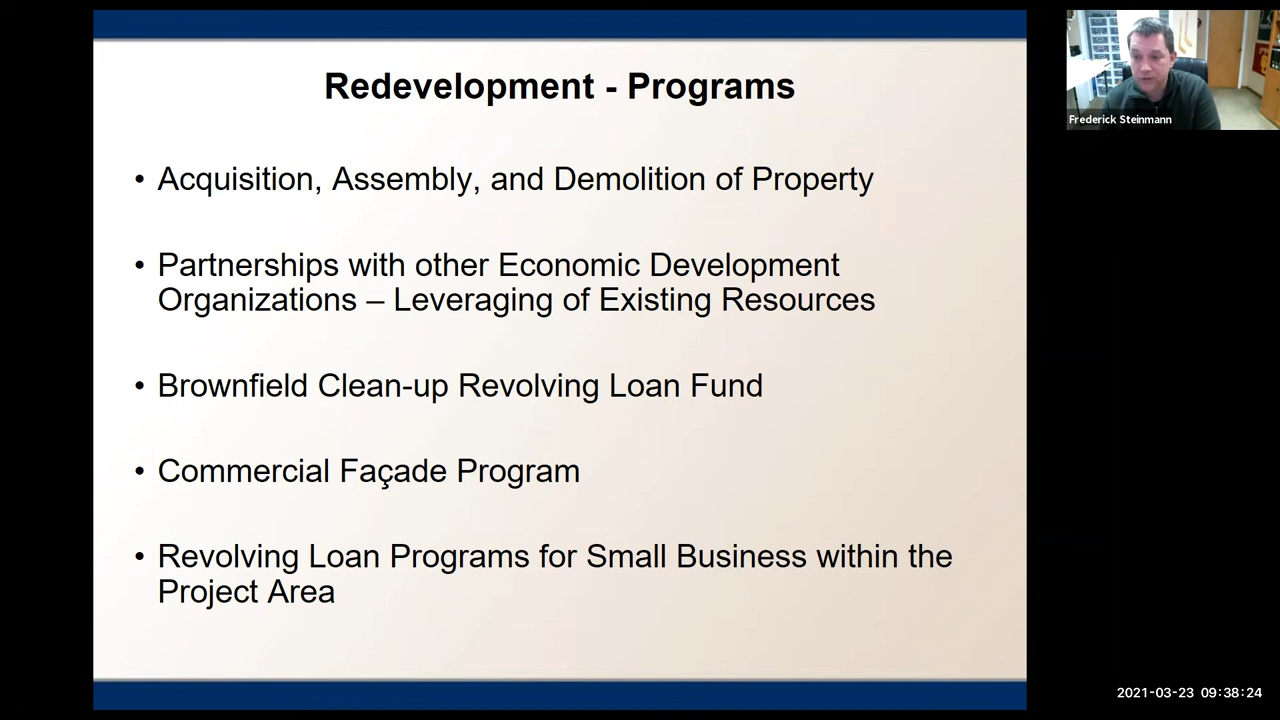 Redevelopment - Programs
• Acquisition, Assembly, and Demolition of Property
• Partnerships with other Economic Development
Organizations – Leveraging of Existing Resources
• Brownfield Clean-up Revolving Loan Fund
• Commercial Façade Program
• Revolving Loan Programs for Small Business within the
Project Area
Frederick Steinmann
2021-03-23 09:38:24